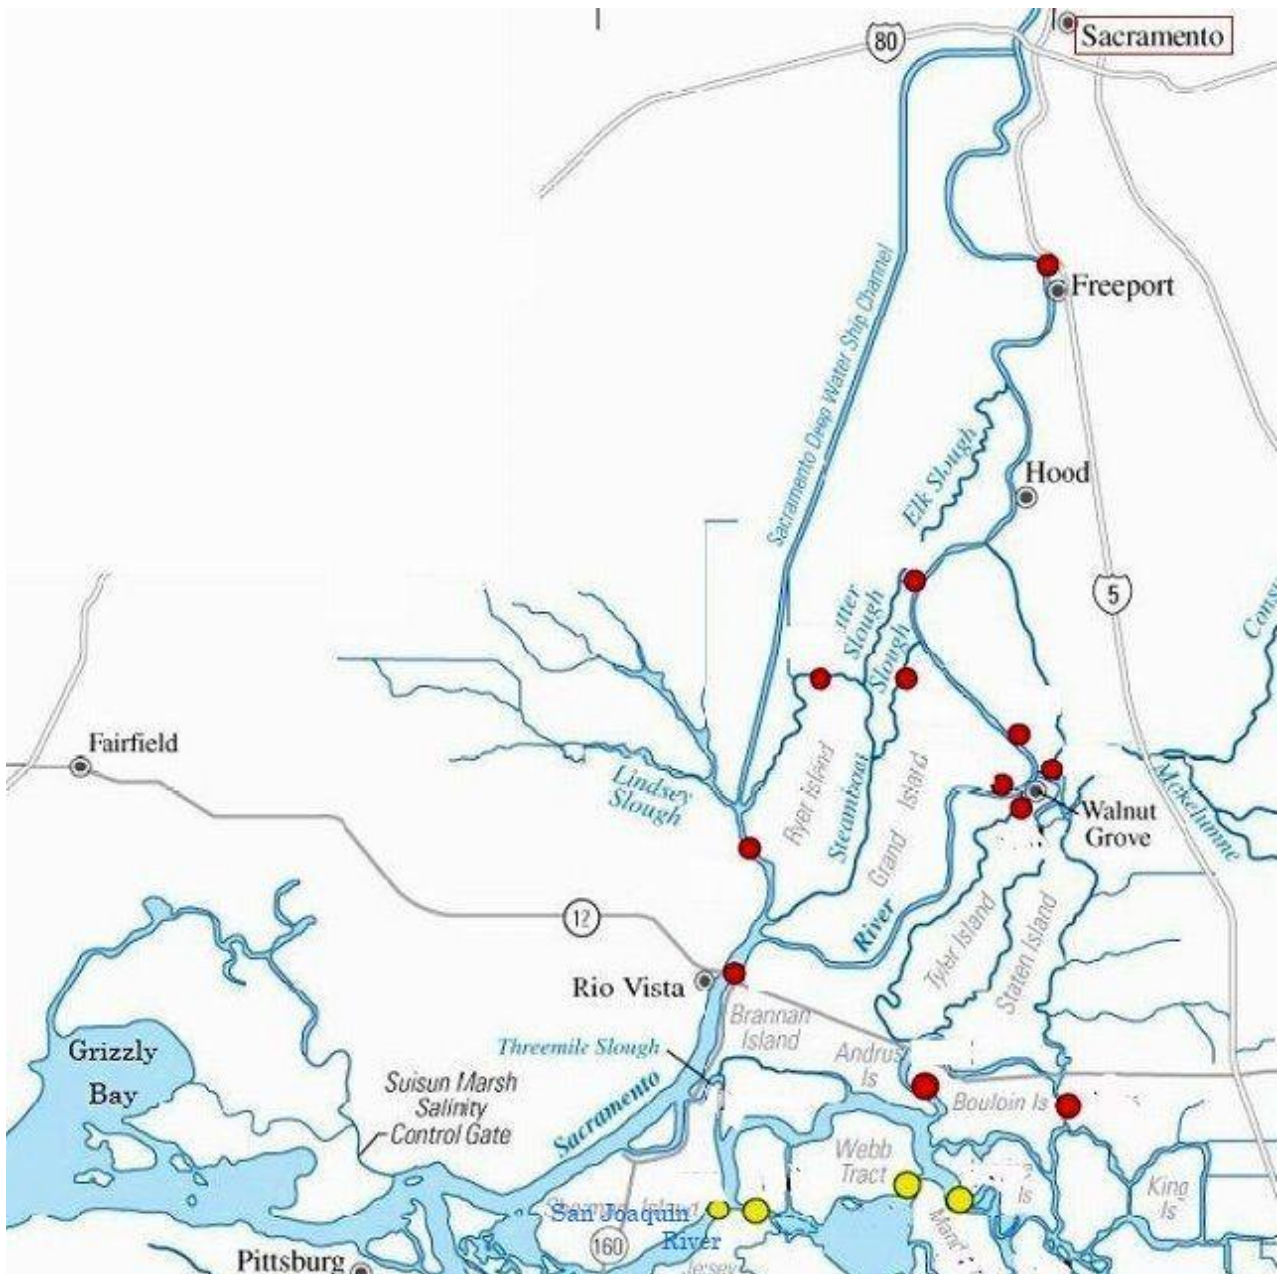 80
Sacramento
Sacramento Deep Water Ship Channel
Freeport
Elk Slough
Hood
5
Slough
Slough
Fairfield
Lindsey
Slough
Ryer island
Steamboat
Grand Island
Mokelumne
Walnut
Grove
12
River
Tyler Island
Staten Island
Rio Vista
Brannan
Island
Threemile Slough
Andrus
Is
Grizzly
Bay
Suisun Marsh
Salinity
Control Gate
Sacramento
Bouloin Is
Webb
Tract
Is
King
Is
San Joaquin
River
160
Pittsburg